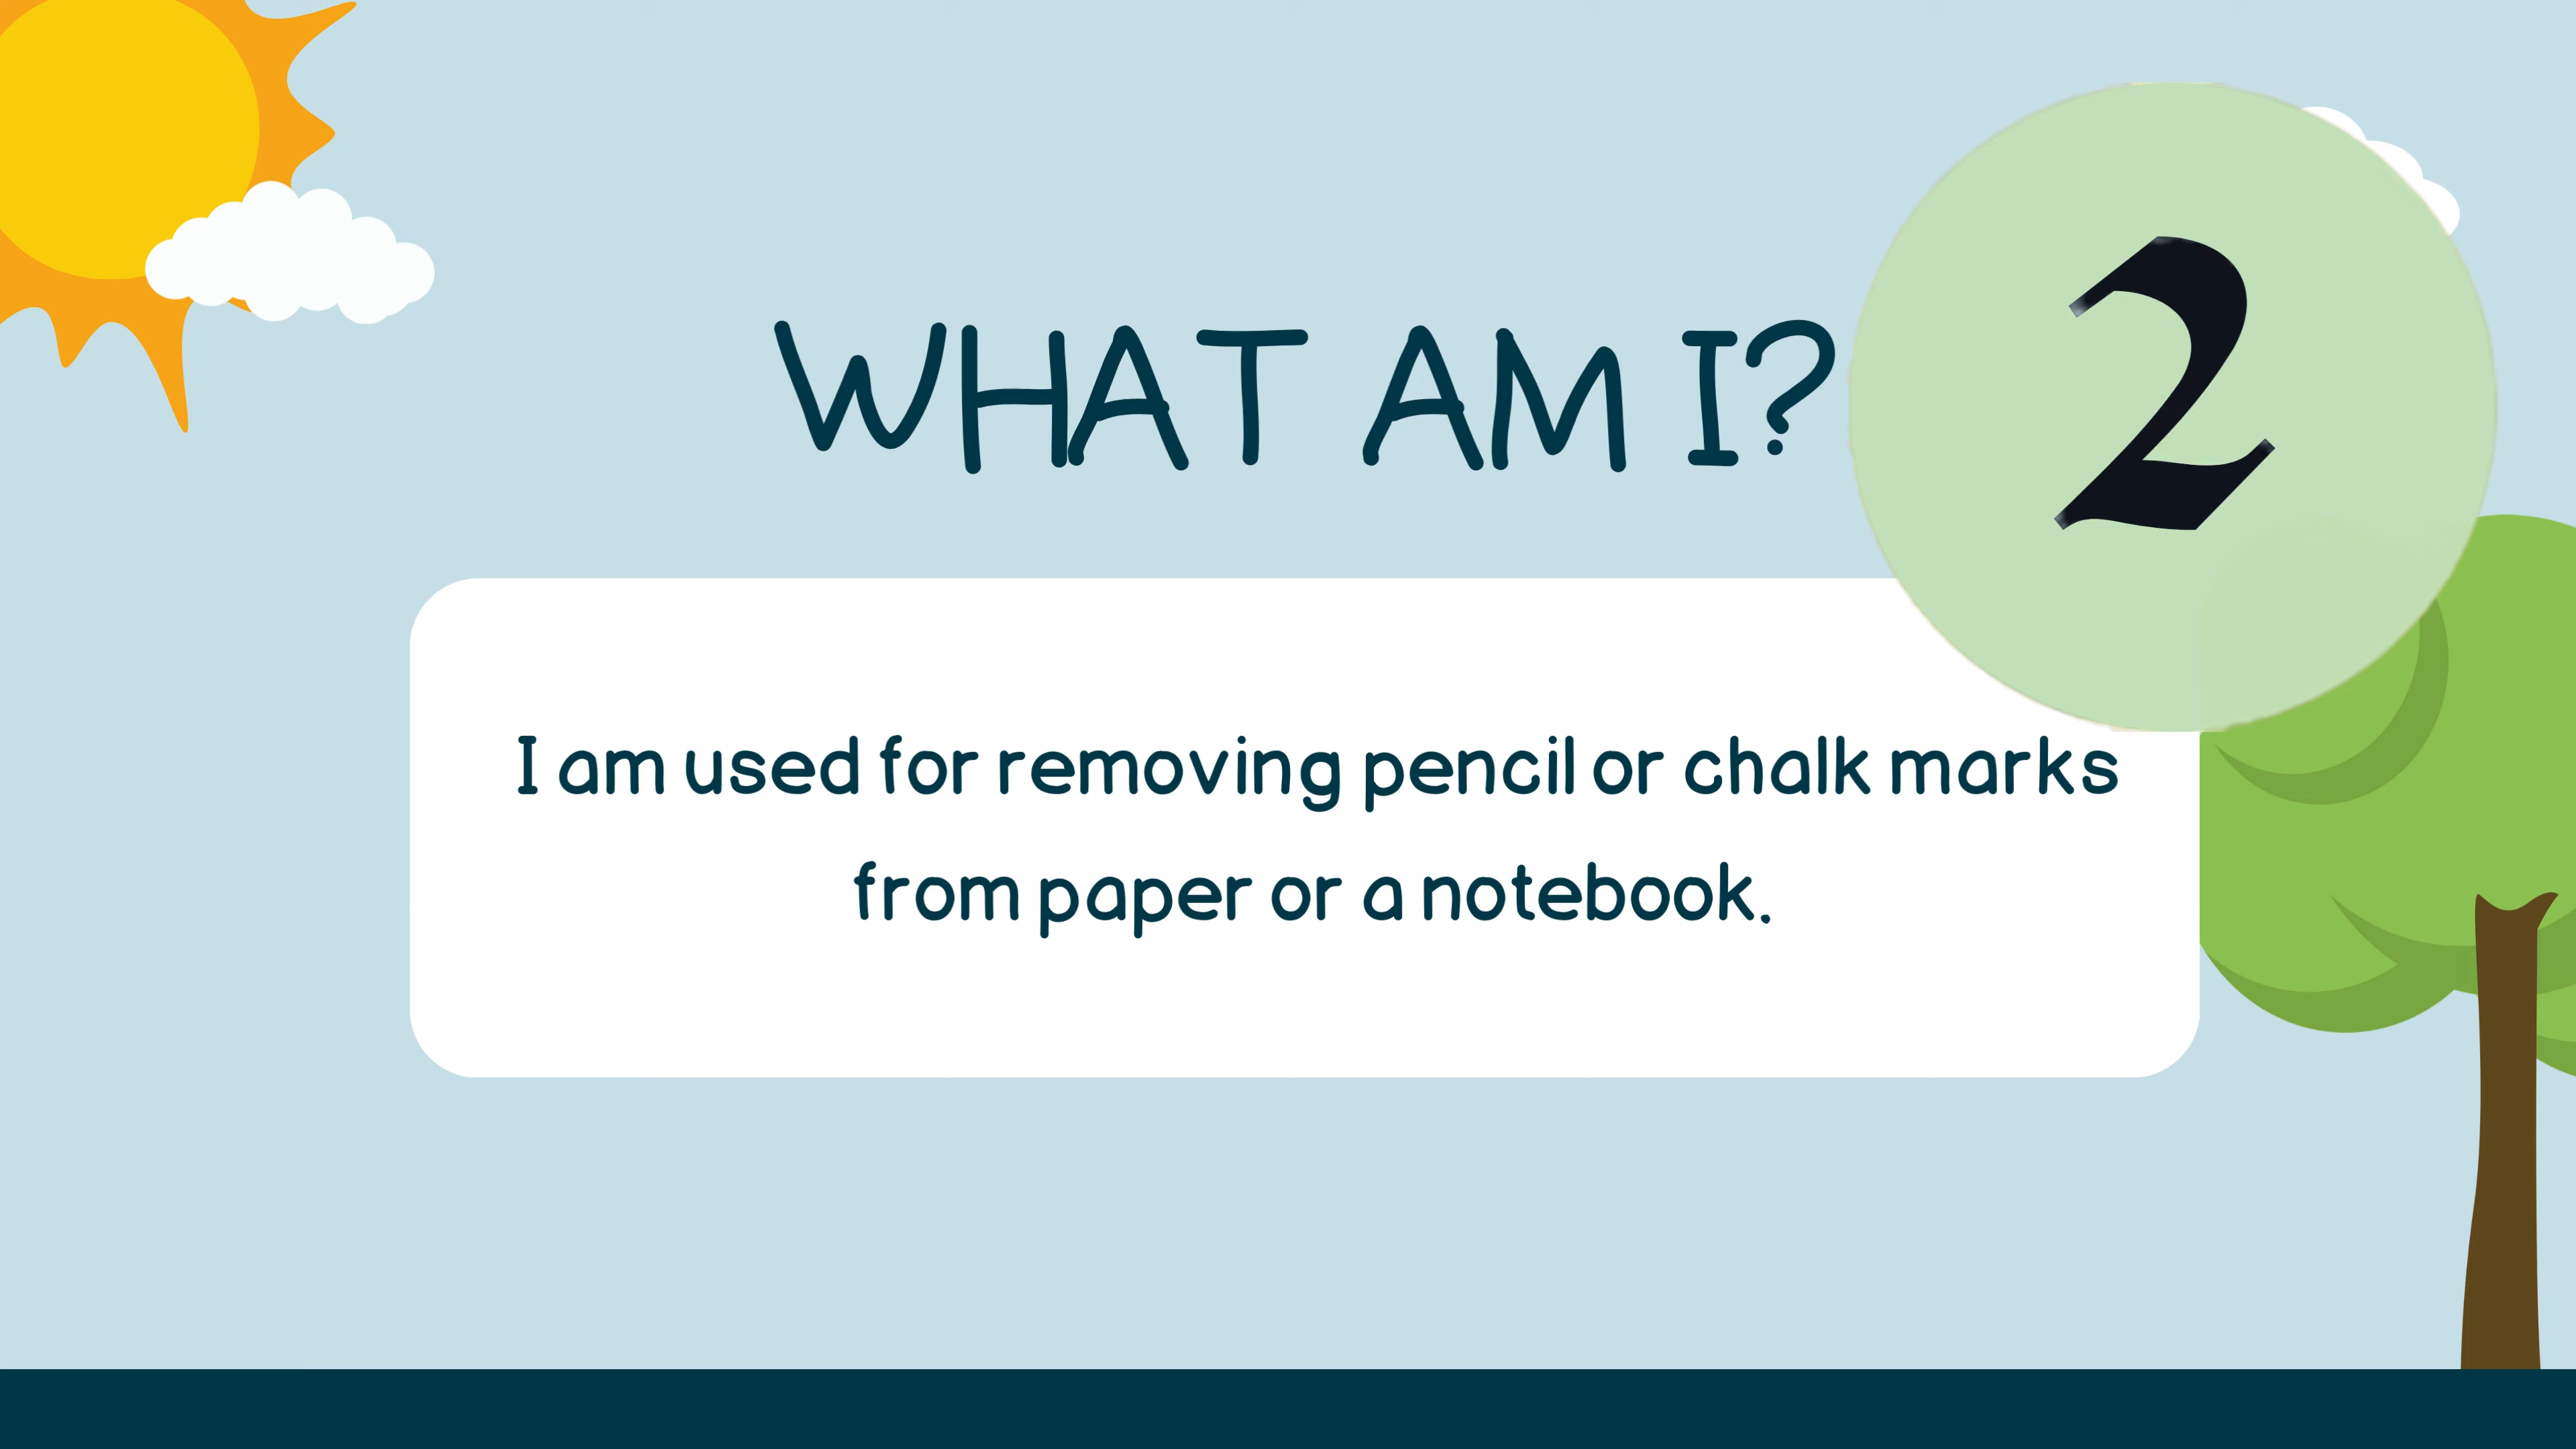 WHAT AM I?
2
I am used for removing pencil or chalk marks
from paper or a notebook.